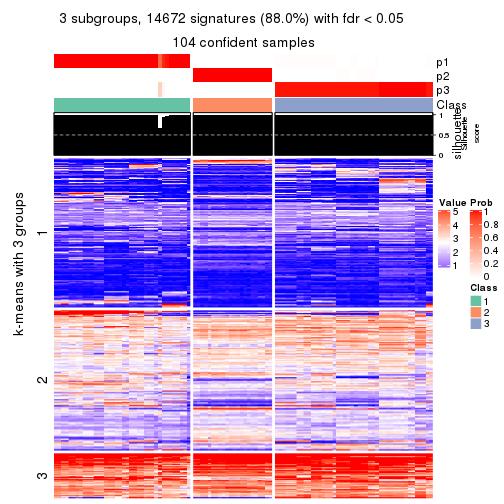 3 subgroups, 14672 signatures (88.0%) with fdr < 0.05
104 confident samples
p1
p2
p3
Class
silhouette
Silhouette
score
1
0.5
0
k-means with 3 groups
1
2
3
Value
5
4
3
2
1
Prob
1
0.8
0.6
0.4
0.2
0
Class
1
2
3